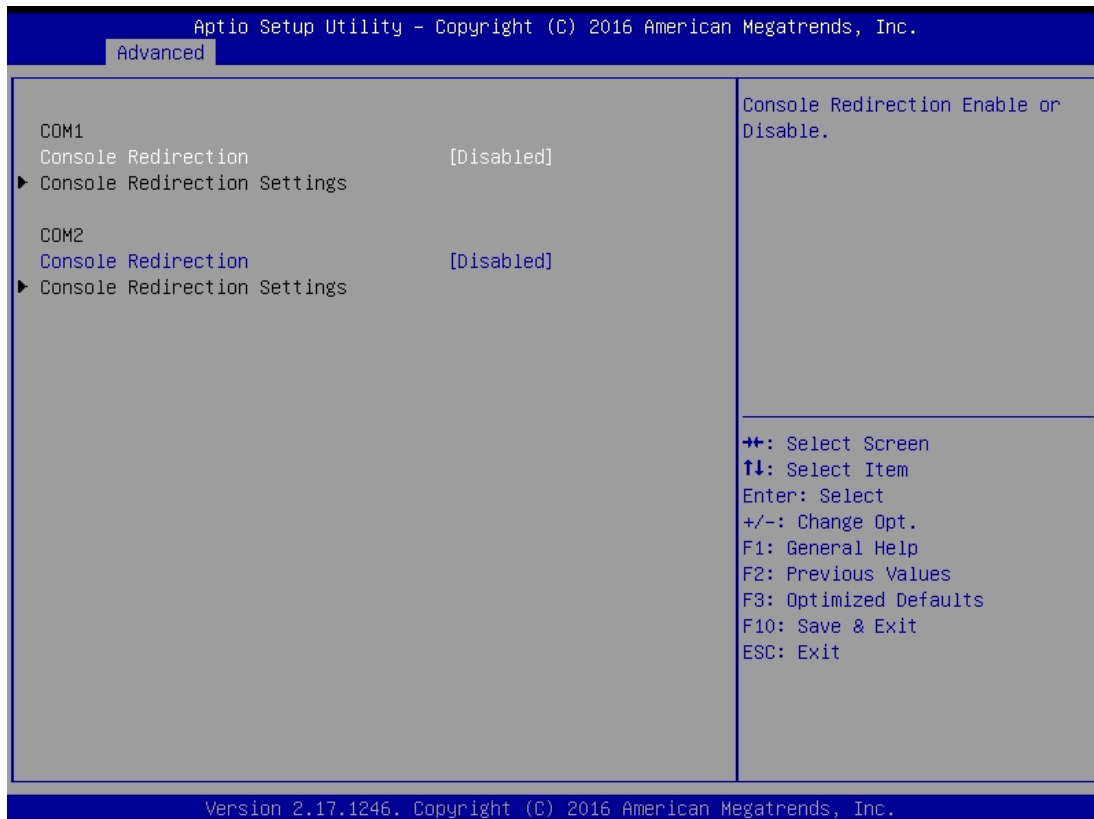 Aptio Setup Utility – Copyright (C) 2016 American Megatrends, Inc.
Advanced
COM1
Console Redirection [Disabled]
▶ Console Redirection Settings
COM2
Console Redirection [Disabled]
▶ Console Redirection Settings
Console Redirection Enable or
Disable.
→←: Select Screen
↑↓: Select Item
Enter: Select
+/-: Change Opt.
F1: General Help
F2: Previous Values
F3: Optimized Defaults
F10: Save & Exit
ESC: Exit
Version 2.17.1246. Copyright (C) 2016 American Megatrends, Inc.